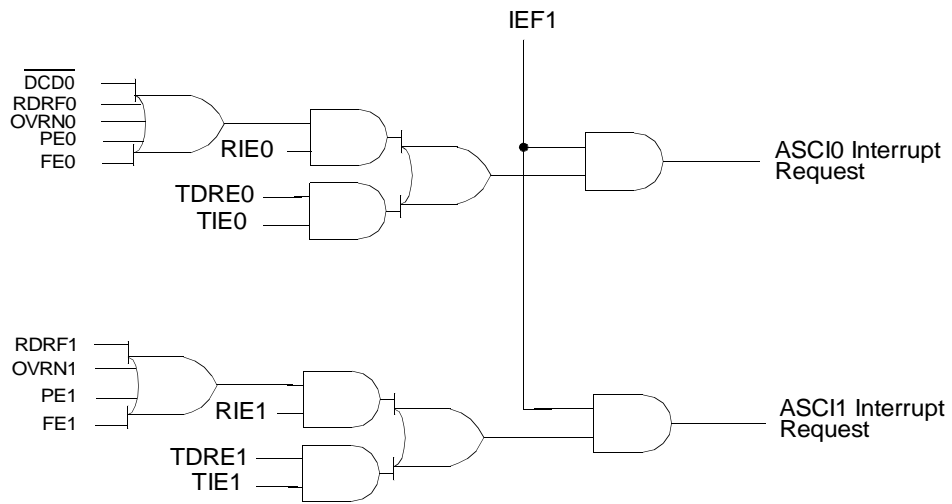 IEF1
DCD0
RDRF0
OVRN0
PE0
FE0
RIE0
TDRE0
TIE0
ASCI0 Interrupt
Request
RDRF1
OVRN1
PE1
FE1
RIE1
TDRE1
TIE1
ASCI1 Interrupt
Request